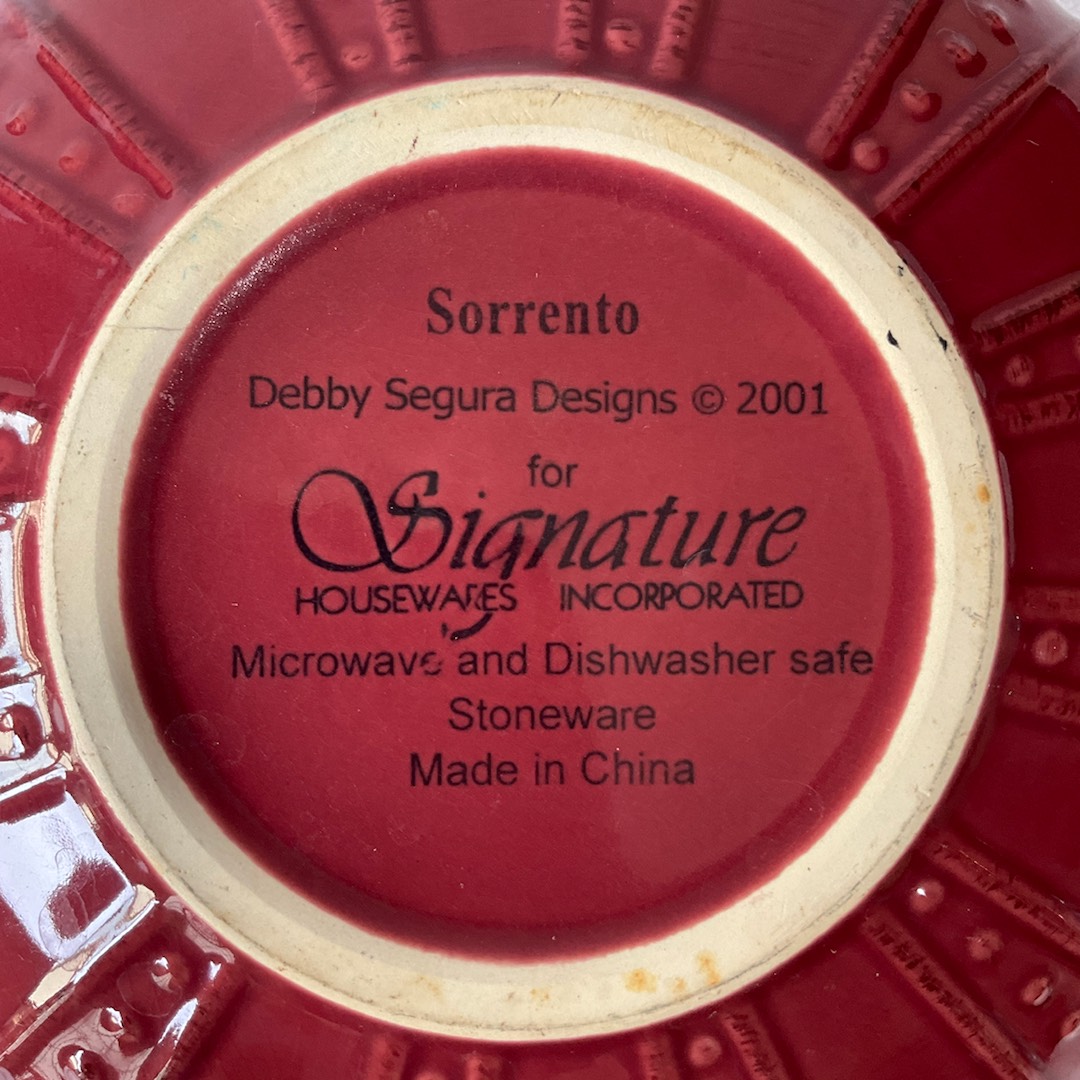 Sorrento
Debby Segura Designs © 2001
for
Signature
HOUSEWARES INCORPORATED
Microwave and Dishwasher safe
Stoneware
Made in China